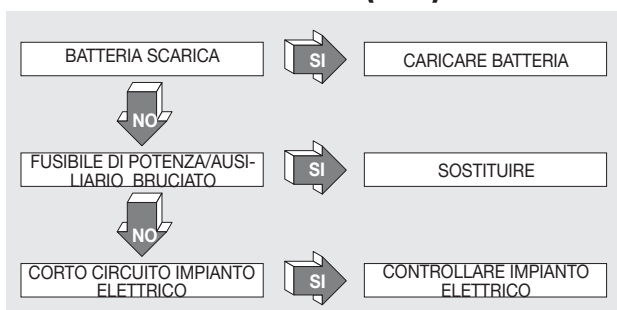 BATTERIA SCARICA
SI
CARICARE BATTERIA
NO
FUSIBILE DI POTENZA/AUSI-
LIARIO BRUCIATO
SI
SOSTITUIRE
NO
CORTO CIRCUITO IMPIANTO
ELETTRICO
SI
CONTROLLARE IMPIANTO
ELETTRICO